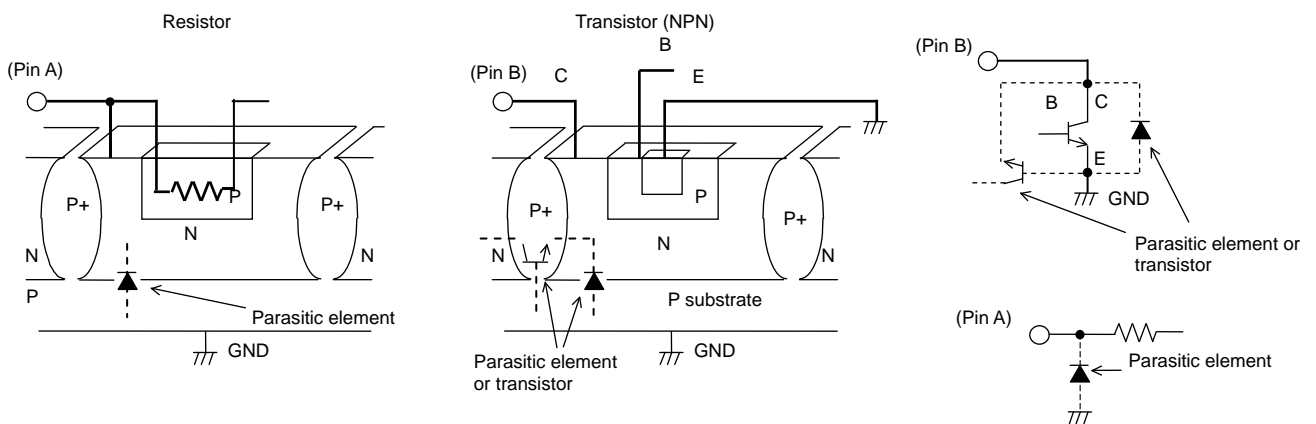 Resistor
(Pin A)
P
P+
P+
N
N
N
P
Parasitic element
GND
Transistor (NPN)
B
(Pin B)
C
E
P+
P
P+
N
N
N
P substrate
GND
Parasitic element
or transistor
(Pin B)
B
C
E
GND
Parasitic element or
transistor
(Pin A)
Parasitic element